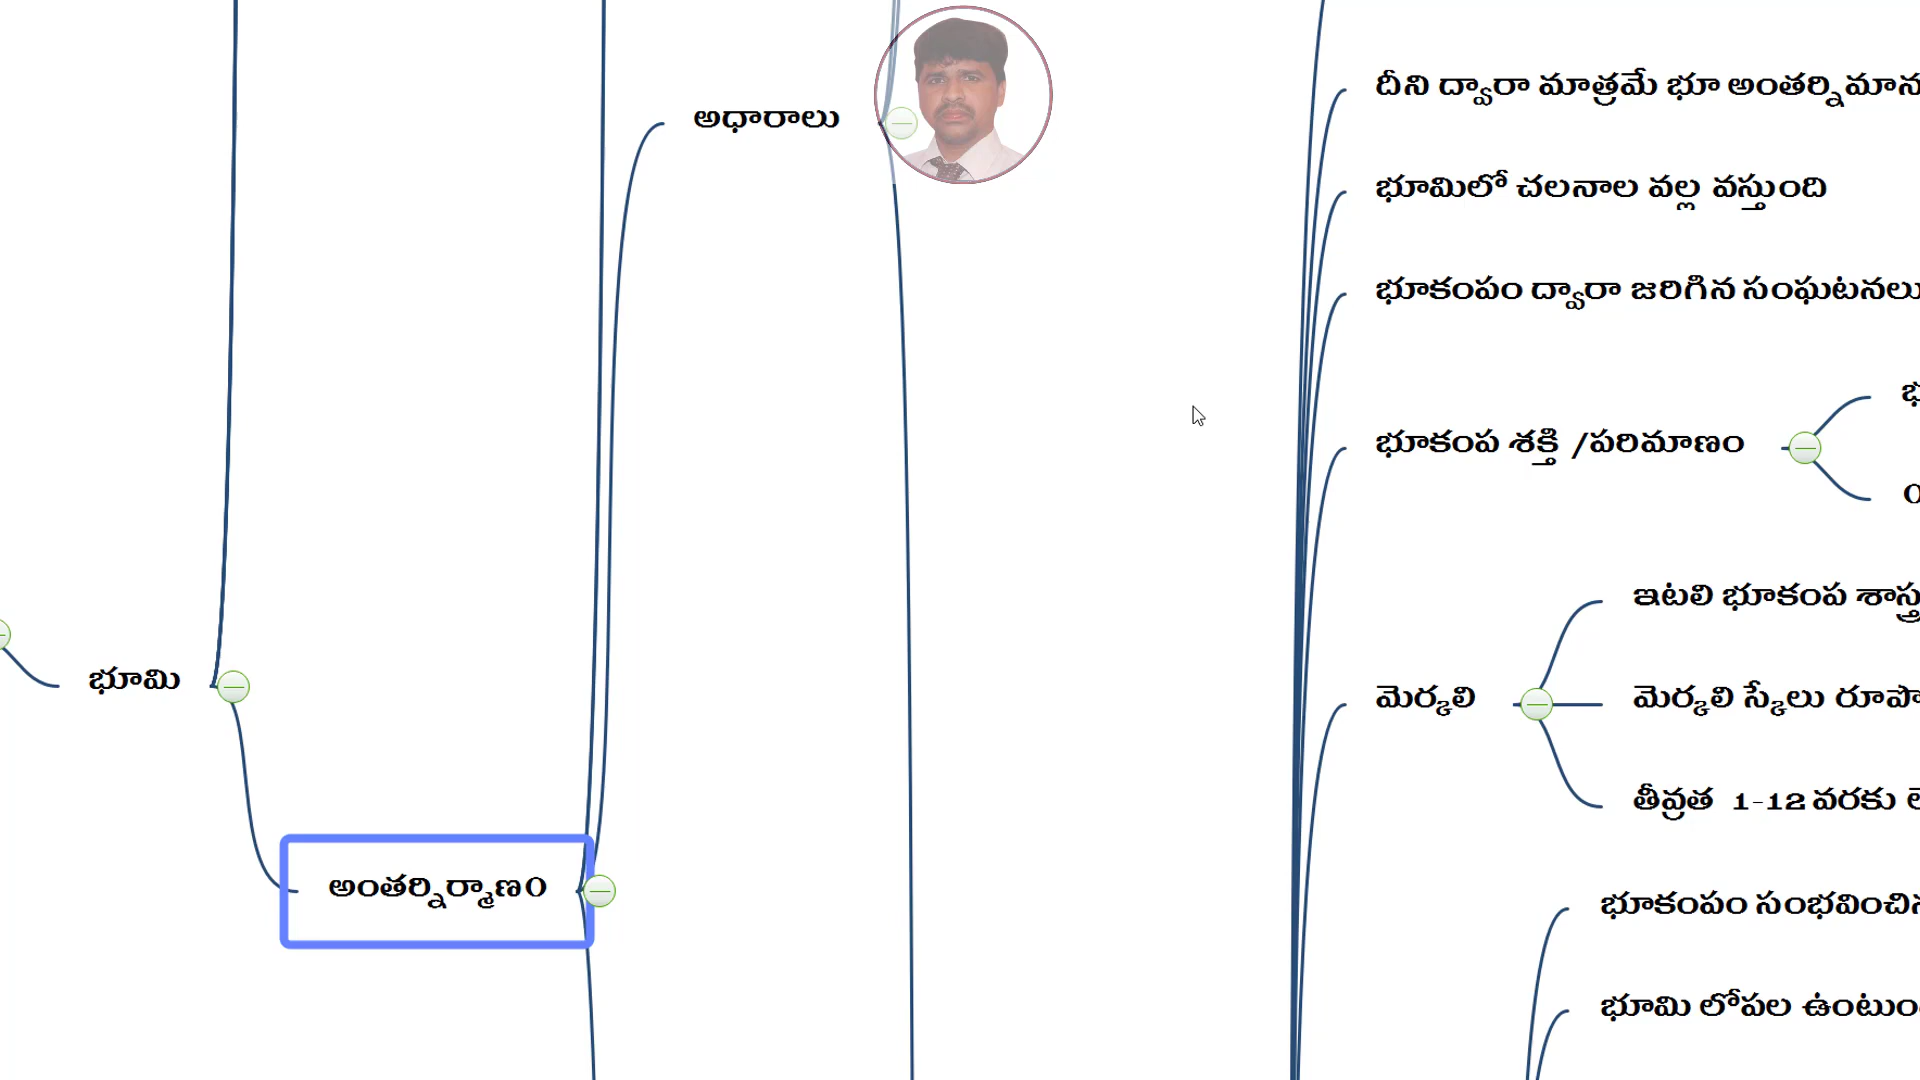 అధారాలు
దీని ద్వారా మాత్రమే భూ అంతర్నిమాన
భూమిలో చలనాల వల్ల వస్తుంది
భూకంపం ద్వారా జరిగిన సంఘటనలు
భూకంప శక్తి /పరిమాణం
ఇటలి భూకంప శాస్త్ర
భూమి
మెర్కలి
మెర్కలి స్కేలు
తీవ్రత 1-12 వరకు
అంతర్నిర్మాణం
భూకంపం
భూమి లోపల